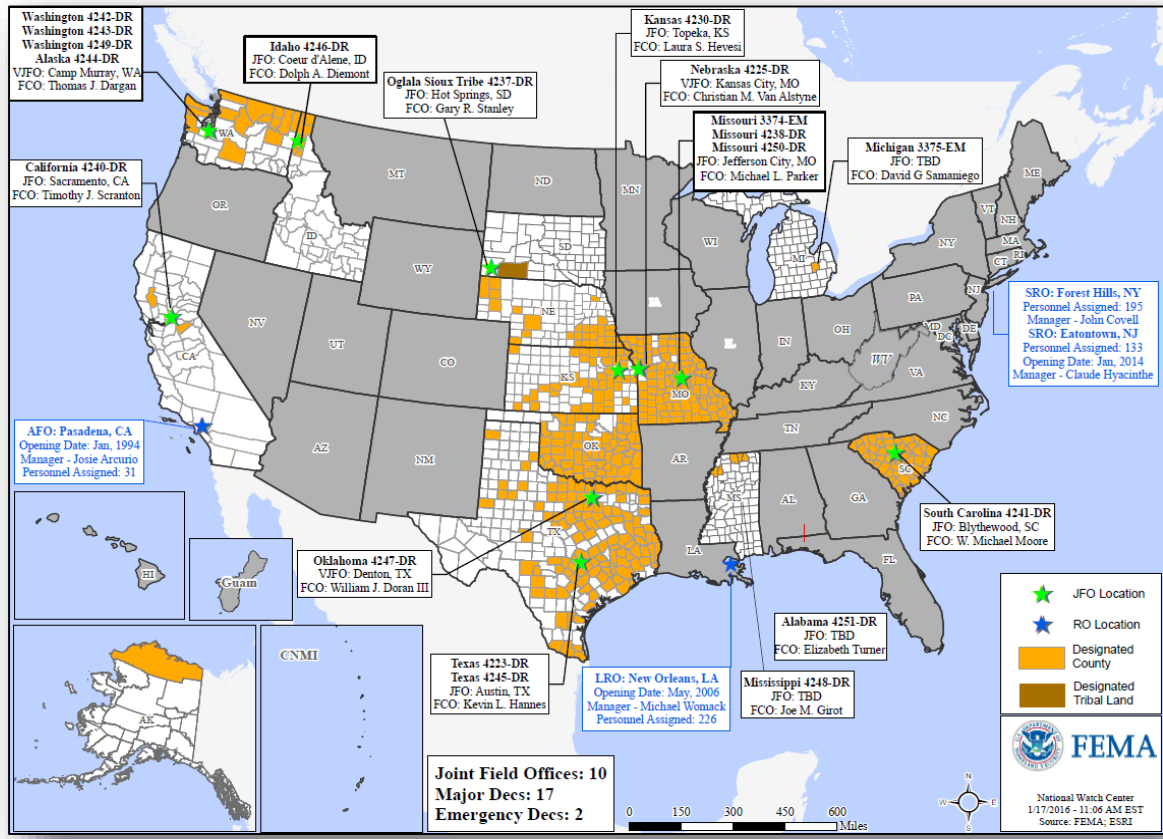 Washington 4242-DR
Washington 4243-DR
Washington 4249-DR
Alaska 4244-DR
VJFO: Camp Murray, WA
FCO: Thomas J. Dargan
Idaho 4246-DR
JFO: Coeur d'Alene, ID
FCO: Dolph A. Diemont
Oglala Sioux Tribe 4237-DR
JFO: Hot Springs, SD
FCO: Gary R. Stanley
Kansas 4230-DR
JFO: Topeka, KS
FCO: Laura S. Hevesi
Nebraska 4225-DR
VJFO: Kansas City, MO
FCO: Christian M. Van Alstyne
Missouri 3374-EM
Missouri 4238-DR
Missouri 4250-DR
JFO: Jefferson City, MO
FCO: Michael L. Parker
Michigan 3375-EM
JFO: TBD
FCO: David G Samaniego
California 4240-DR
JFO: Sacramento, CA
FCO: Timothy J. Scranton
WA
OR
ID
MT
ND
SD
MN
WI
MI
WY
NE
IA
IL
IN
OH
PA
NY
VT
NH
ME
MA
RI
CT
NJ
MD
DE
DC
WV
VA
NV
UT
CO
KS
MO
KY
CA
AZ
NM
OK
AR
TN
NC
SC
TX
LA
MS
AL
GA
FL
SRO: Forest Hills, NY
Personnel Assigned: 195
Manager - John Covell
SRO: Eatontown, NJ
Personnel Assigned: 133
Opening Date: Jan, 2014
Manager - Claude Hyacinthe
AFO: Pasadena, CA
Opening Date: Jan, 1994
Manager - Josie Arcurio
Personnel Assigned: 31
South Carolina 4241-DR
JFO: Blythewood, SC
FCO: W. Michael Moore
Oklahoma 4247-DR
VJFO: Denton, TX
FCO: William J. Doran III
HI
Guam
Alabama 4251-DR
JFO: TBD
FCO: Elizabeth Turner
Texas 4223-DR
Texas 4245-DR
JFO: Austin, TX
FCO: Kevin L. Hannes
LRO: New Orleans, LA
Opening Date: May, 2006
Manager - Michael Womack
Personnel Assigned: 226
Mississippi 4248-DR
JFO: TBD
FCO: Joe M. Girot
CNMI
AK
JFO Location
RO Location
Designated
County
Designated
Tribal Land
Joint Field Offices: 10
Major Decs: 17
Emergency Decs: 2
0 150 300 450 600
Miles
N
W
E
S
FEMA
National Watch Center
1/17/2016 - 11:06 AM EST
Source: FEMA; ESRI